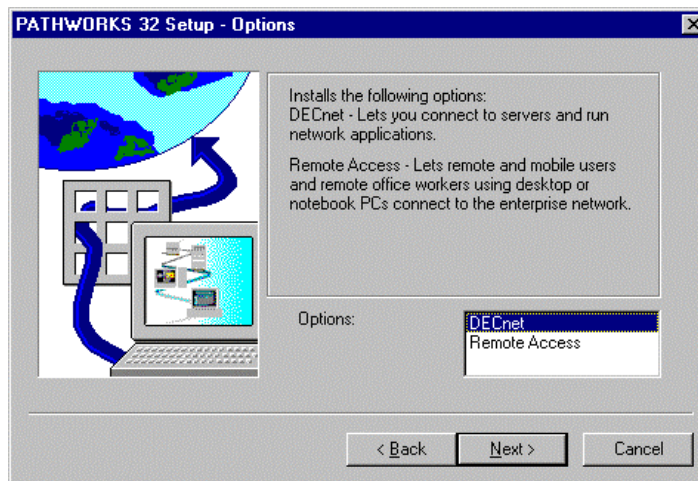 PATHWORKS 32 Setup - Options
Installs the following options:
DECnet - Lets you connect to servers and run
network applications.
Remote Access - Lets remote and mobile users
and remote office workers using desktop or
notebook PCs connect to the enterprise network.
Options:
DECnet
Remote Access
< Back
Next >
Cancel